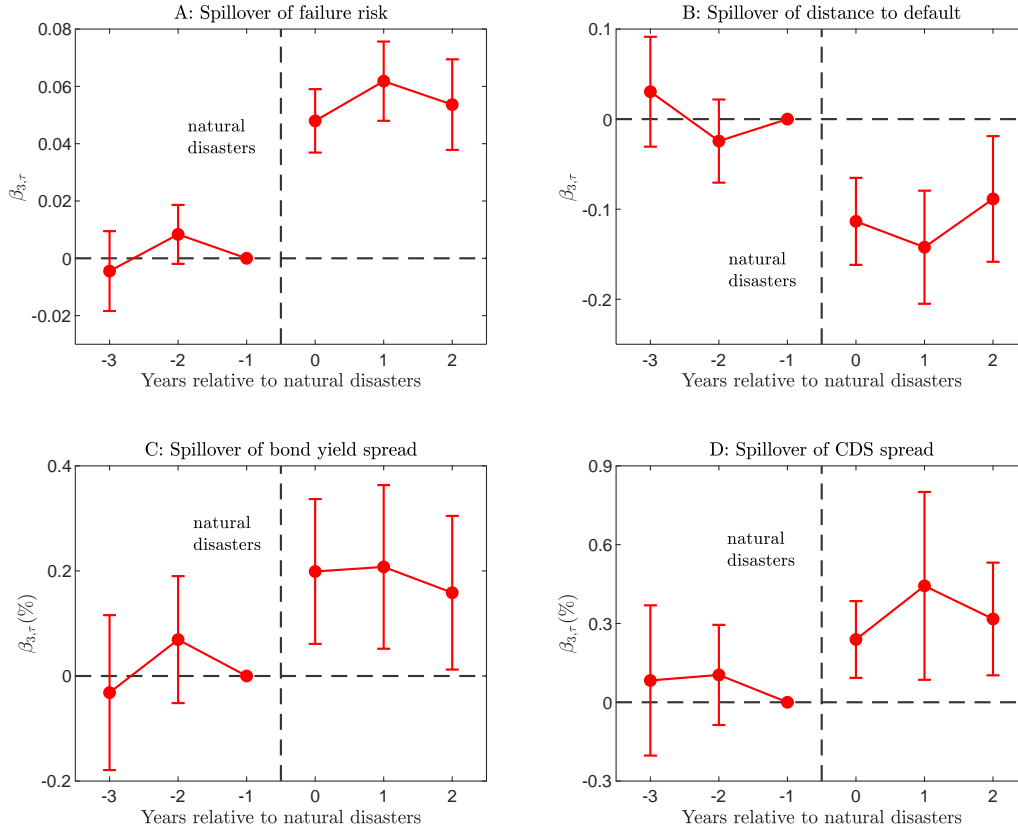 A: Spillover of failure risk
0.08
0.06
0.04
0.02
0
-0.02
β3,τ
natural
disasters
-3 -2 -1 0 1 2
Years relative to natural disasters
B: Spillover of distance to default
0.1
0
-0.1
-0.2
β3,τ
natural
disasters
-3 -2 -1 0 1 2
Years relative to natural disasters
C: Spillover of bond yield spread
0.4
0.2
0
-0.2
β3,τ(%)
natural
disasters
-3 -2 -1 0 1 2
Years relative to natural disasters
D: Spillover of CDS spread
0.9
0.6
0.3
0
-0.3
β3,τ(%)
natural
disasters
-3 -2 -1 0 1 2
Years relative to natural disasters